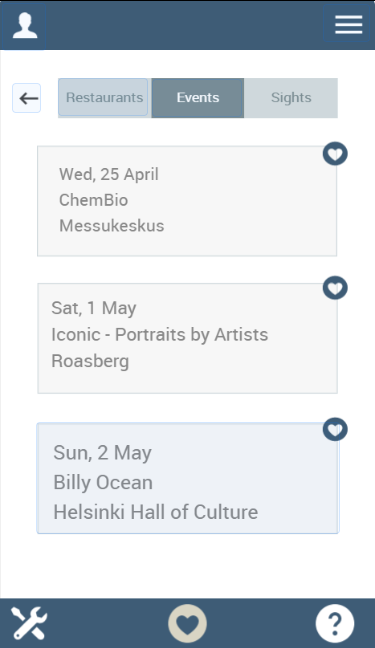 Restaurants Events Sights
Wed, 25 April
ChemBio
Messukeskus
Sat, 1 May
Iconic - Portraits by Artists
Roasberg
Sun, 2 May
Billy Ocean
Helsinki Hall of Culture
?